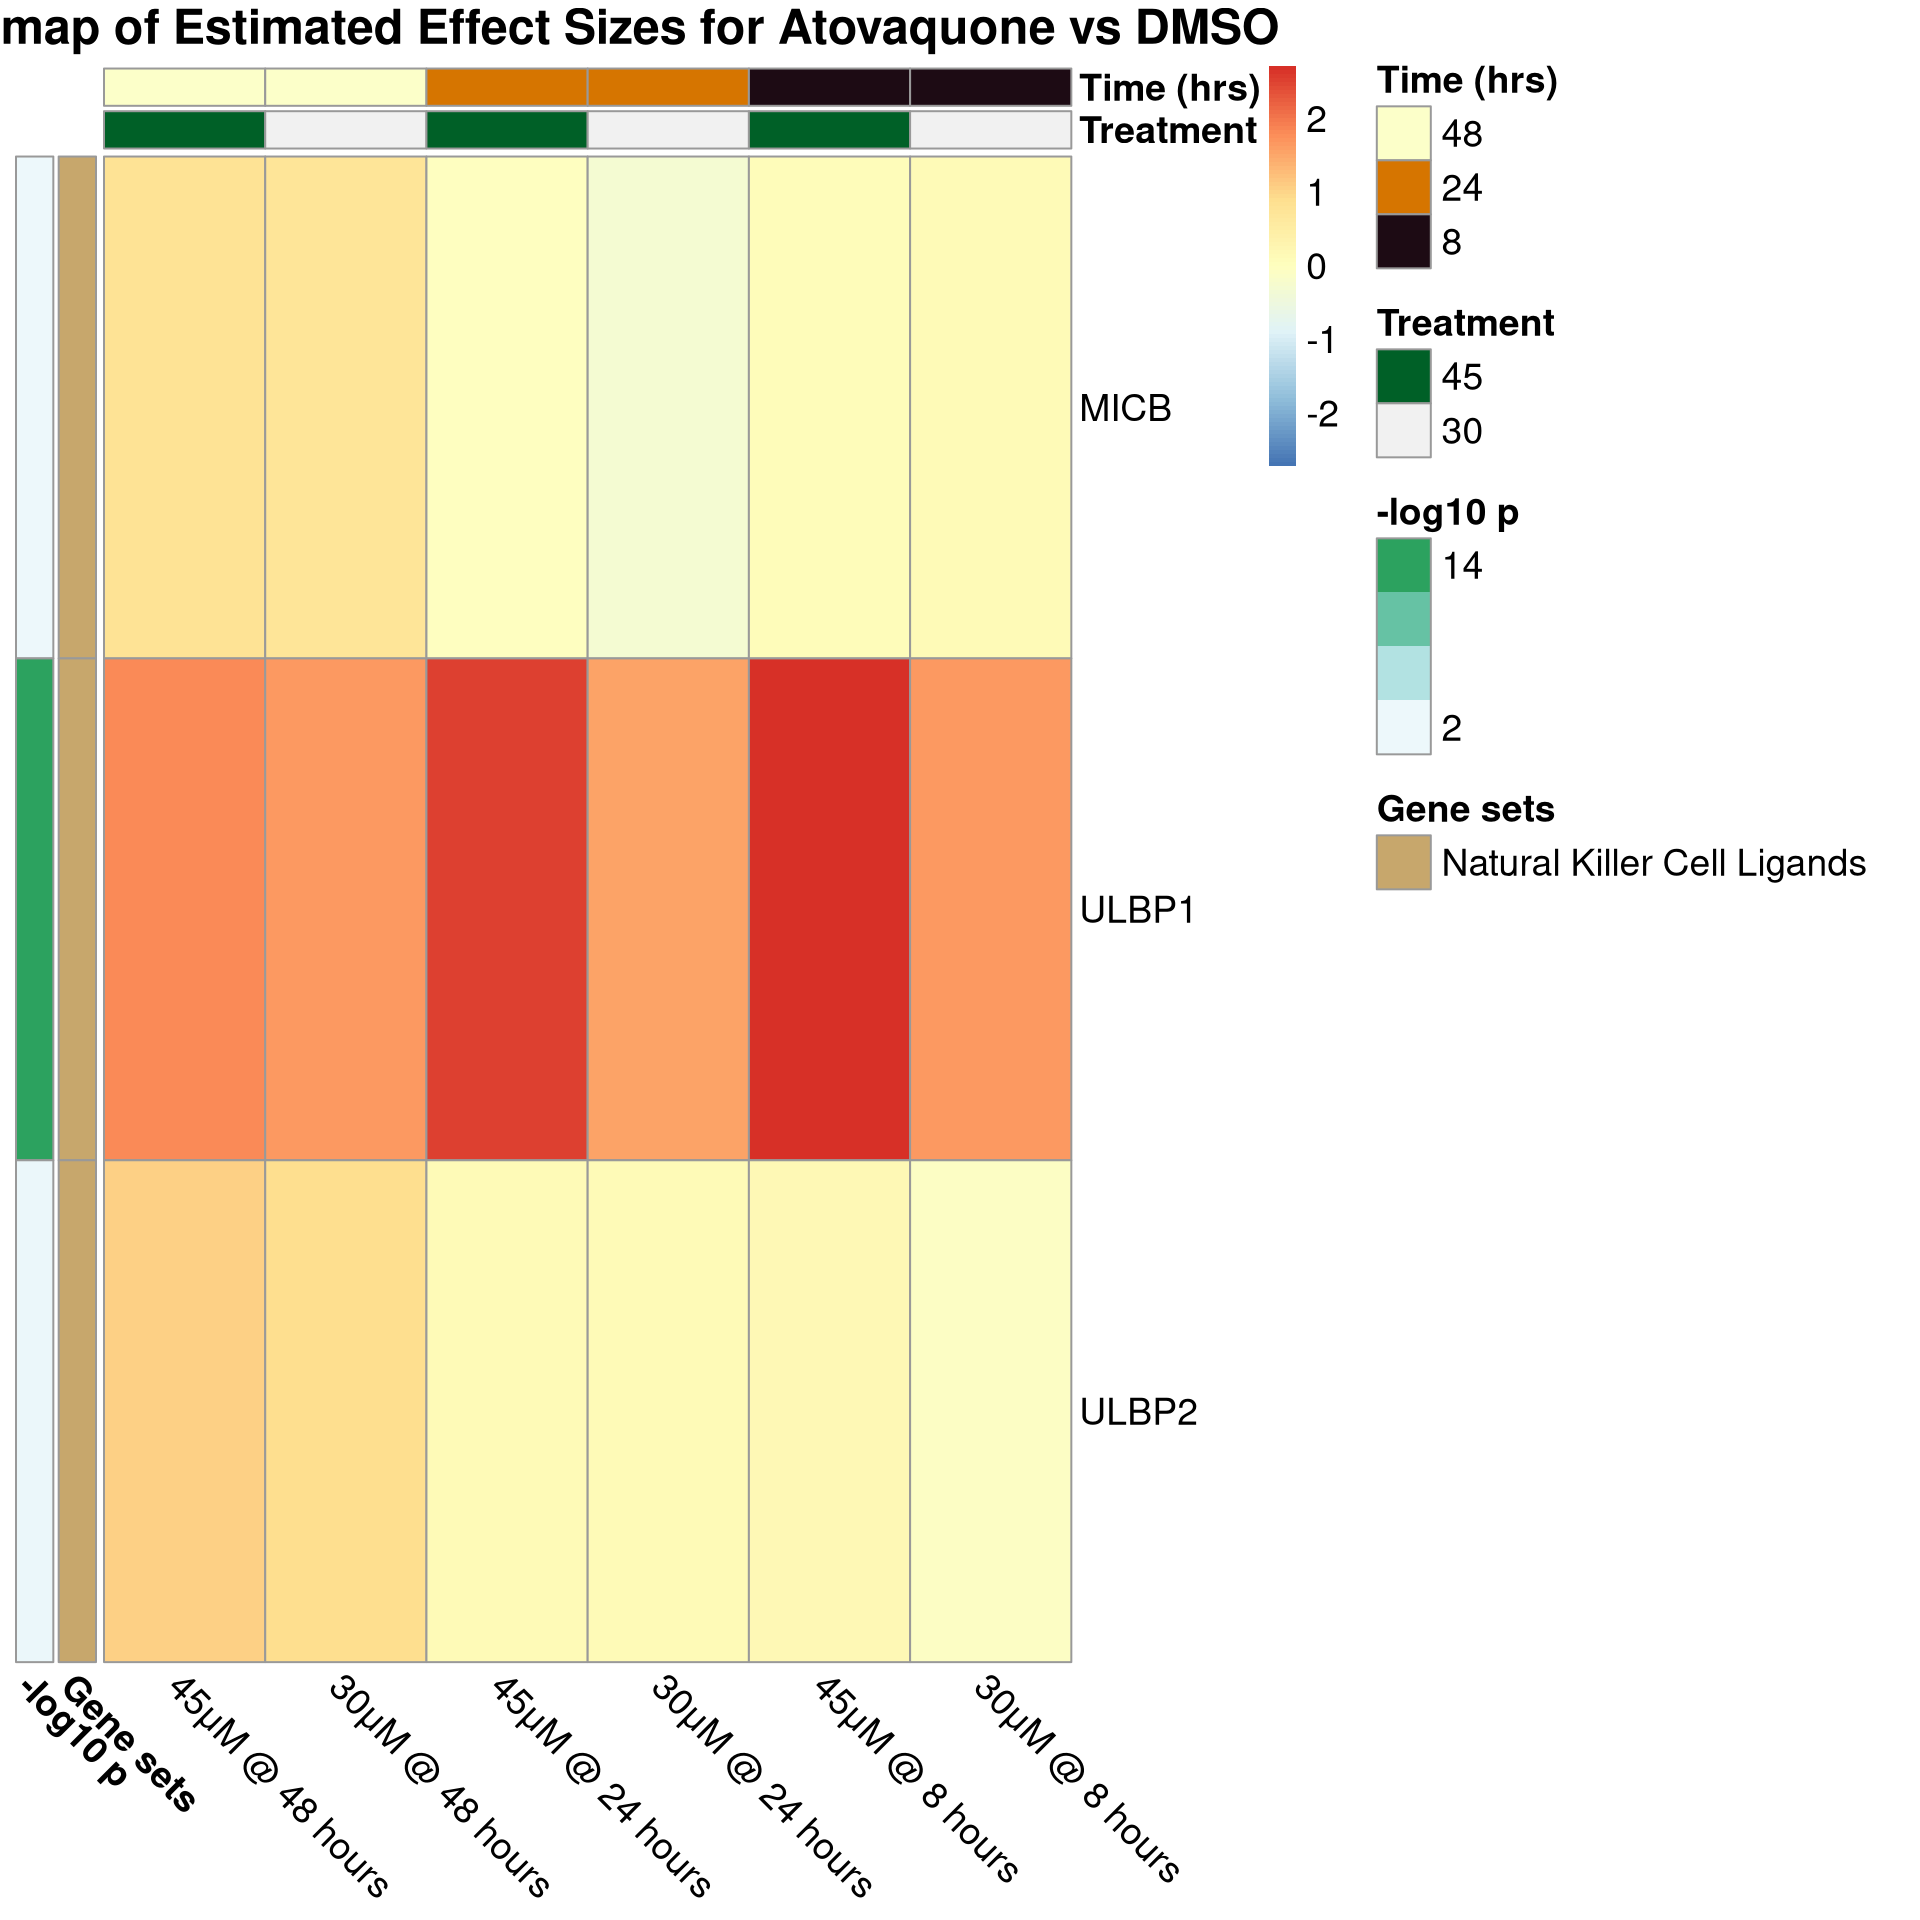 map of Estimated Effect Sizes for Atovaquone vs DMSO
Time (hrs)
Treatment
2
1
0
-1
-2
Time (hrs)
48
24
8
Treatment
45
30
-log10 p
14
2
Gene sets
Natural Killer Cell Ligands
MICB
ULBP1
ULBP2
-log10 p
Gene sets
45µM @ 48 hours
30µM @ 48 hours
45µM @ 24 hours
30µM @ 24 hours
45µM @ 8 hours
30µM @ 8 hours